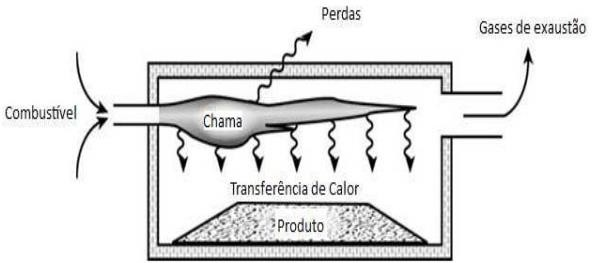 Perdas
Gases de exaustão
Combustível
Chama
Transferência de Calor
Produto